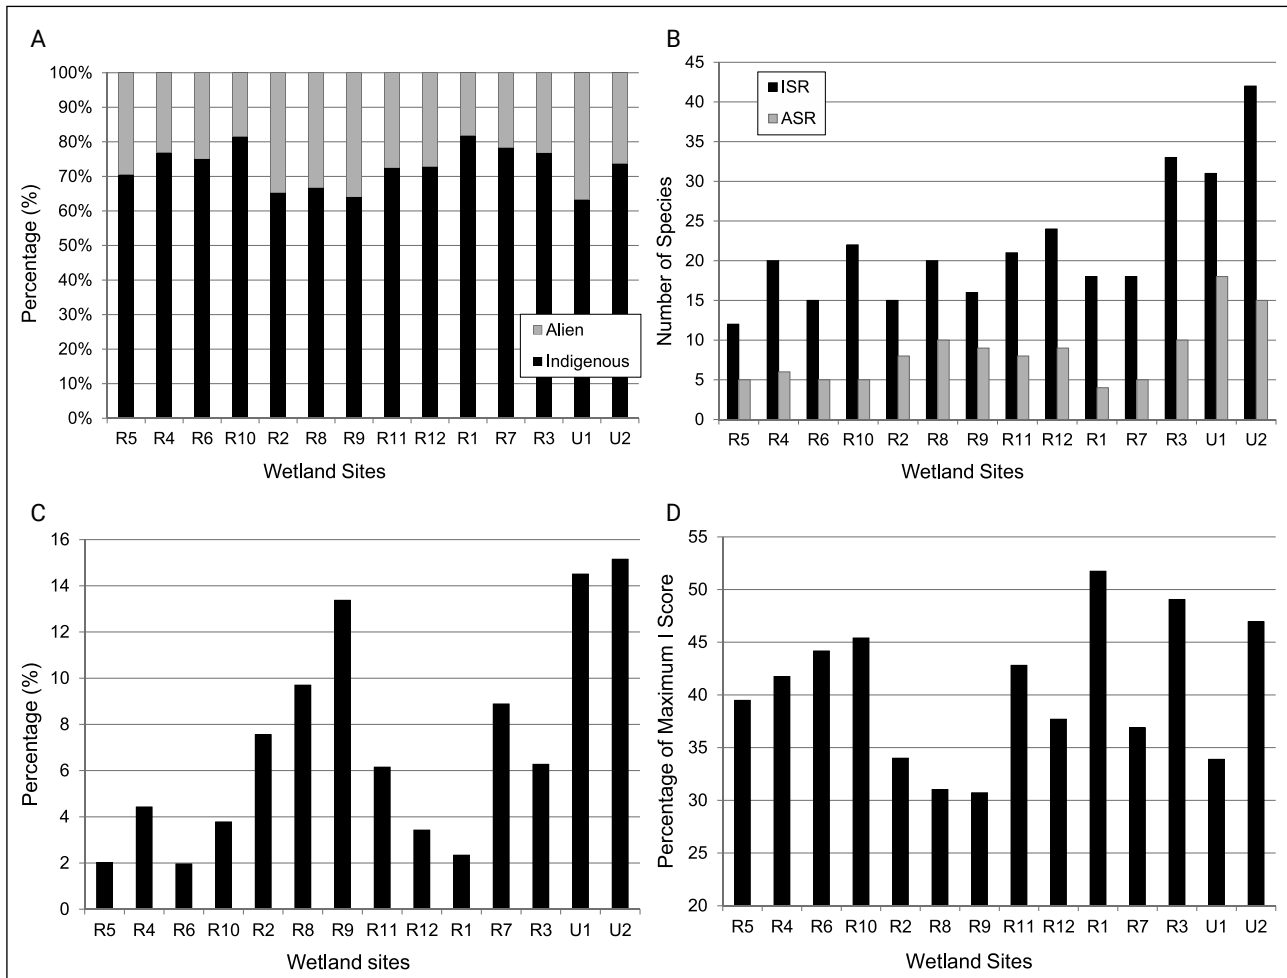 A
100%
90%
80%
70%
60%
50%
40%
30%
20%
10%
0%
Percentage (%)
Alien
Indigenous
R5 R4 R6 R10 R2 R8 R9 R11 R12 R1 R7 R3 U1 U2
Wetland Sites
B
45
40
35
30
25
20
15
10
5
0
Number of Species
ISR
ASR
R5 R4 R6 R10 R2 R8 R9 R11 R12 R1 R7 R3 U1 U2
Wetland Sites
C
16
14
12
10
8
6
4
2
0
Percentage (%)
R5 R4 R6 R10 R2 R8 R9 R11 R12 R1 R7 R3 U1 U2
Wetland sites
D
55
50
45
40
35
30
25
20
Percentage of Maximum I Score
R5 R4 R6 R10 R2 R8 R9 R11 R12 R1 R7 R3 U1 U2
Wetland Sites